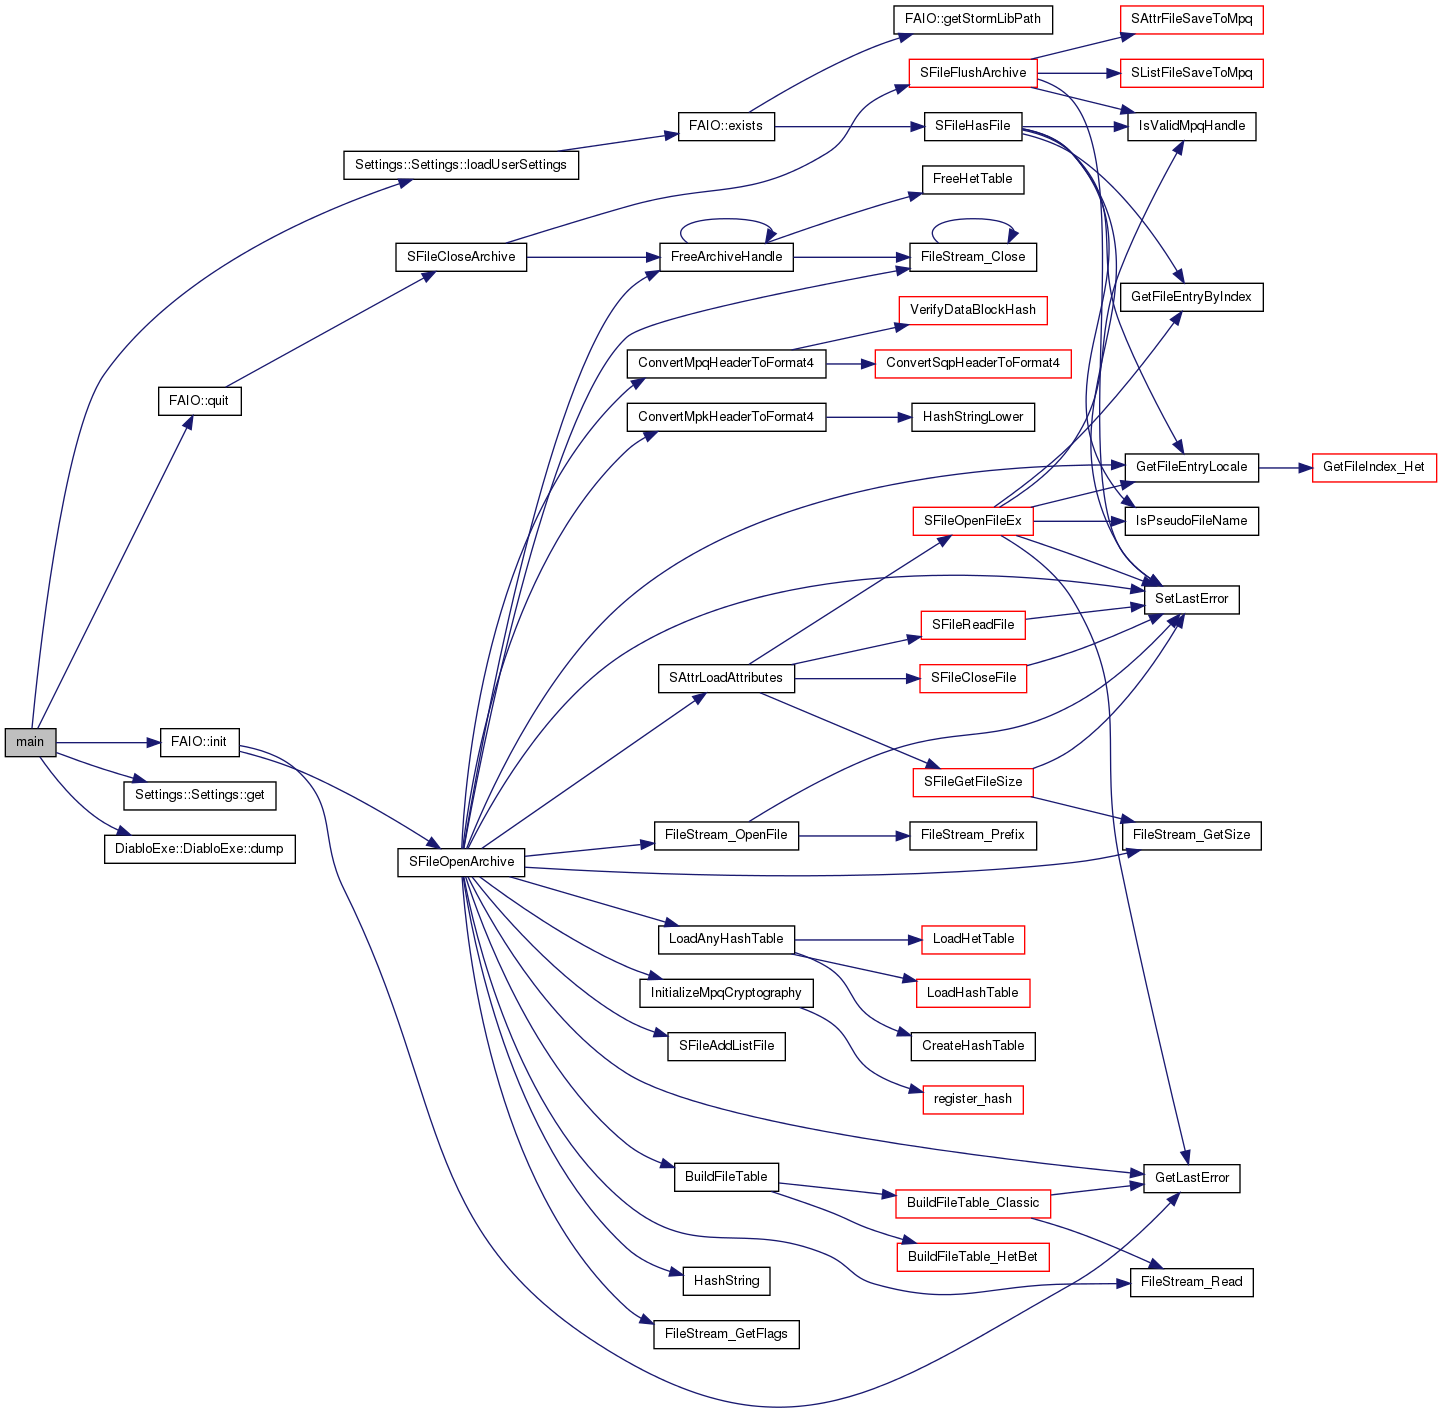 FAIO::getStormLibPath
SAttrFileSaveToMpq
SFileFlushArchive
SListFileSaveToMpq
FAIO::exists
SFileHasFile
IsValidMpqHandle
Settings::Settings::loadUserSettings
FreeHetTable
SFileCloseArchive
FreeArchiveHandle
FileStream_Close
GetFileEntryByIndex
VerifyDataBlockHash
ConvertMpqHeaderToFormat4
ConvertSqpHeaderToFormat4
FAIO::quit
ConvertMpkHeaderToFormat4
HashStringLower
GetFileEntryLocale
GetFileIndex_Het
SFileOpenFileEx
IsPseudoFileName
SetLastError
SFileReadFile
SAttrLoadAttributes
SFileCloseFile
main
FAIO::init
SFileGetFileSize
Settings::Settings::get
FileStream_OpenFile
FileStream_Prefix
FileStream_GetSize
DiabloExe::DiabloExe::dump
SFileOpenArchive
LoadAnyHashTable
LoadHetTable
InitializeMpqCryptography
LoadHashTable
SFileAddListFile
CreateHashTable
register_hash
BuildFileTable
GetLastError
BuildFileTable_Classic
BuildFileTable_HetBet
HashString
FileStream_Read
FileStream_GetFlags